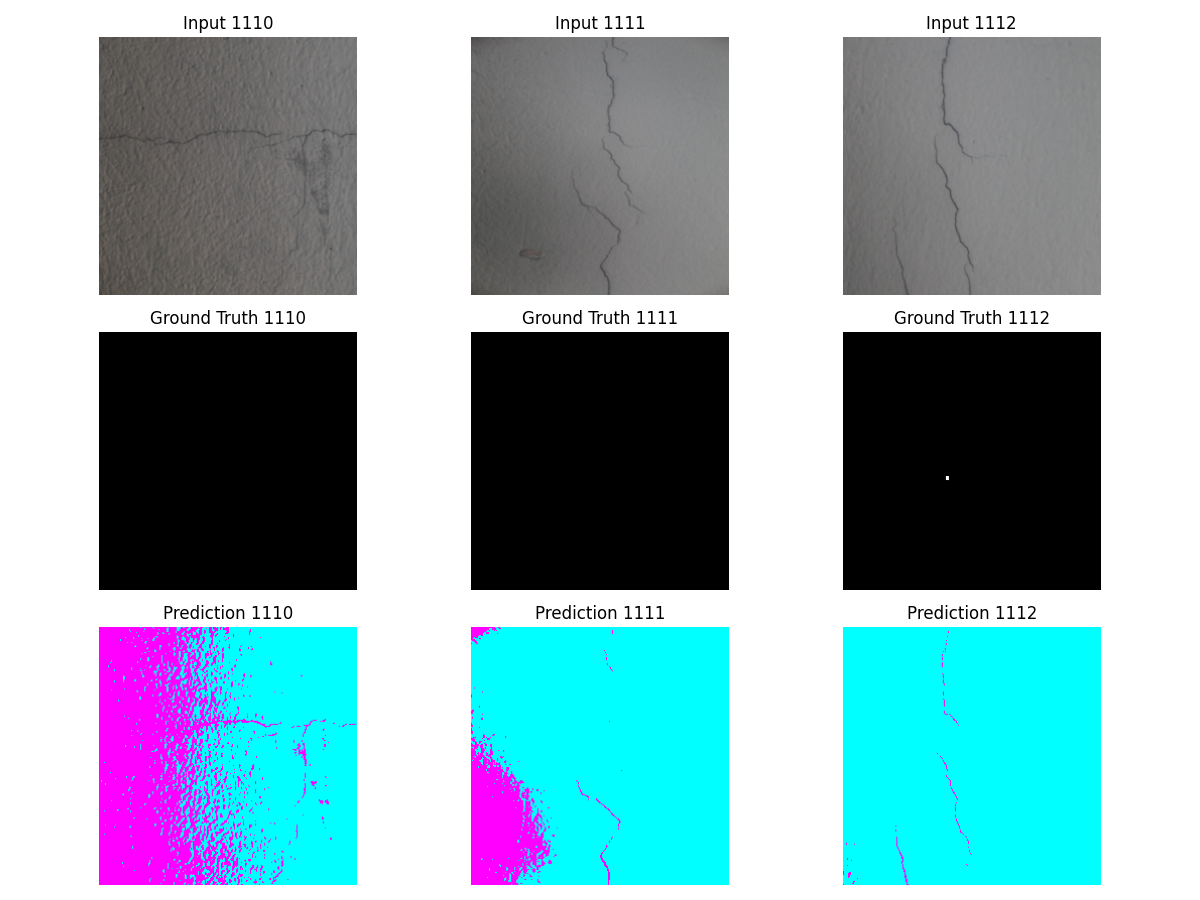 Input 1110
Input 1111
Input 1112
Ground Truth 1110
Ground Truth 1111
Ground Truth 1112
Prediction 1110
Prediction 1111
Prediction 1112